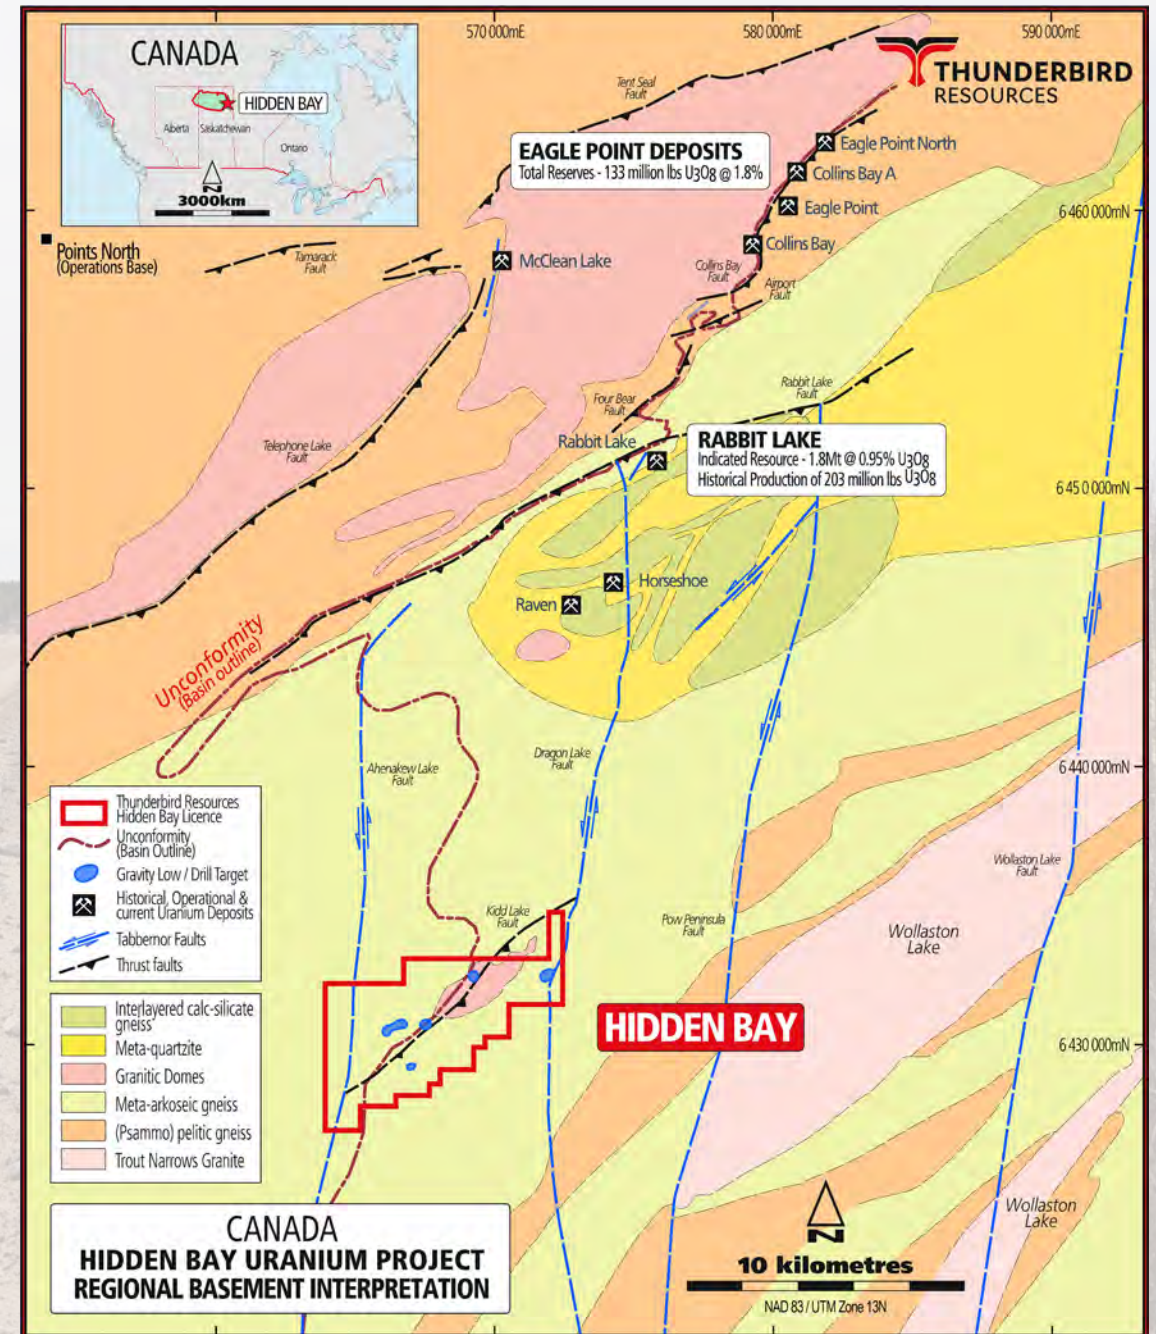 570 000mE
580 000mE
590 000mE
CANADA
HIDDEN BAY
Alberta
Saskatchewan
Ontario
N
3000km
THUNDERBIRD
RESOURCES
Tent Seal
Fault
EAGLE POINT DEPOSITS
Total Reserves - 133 million lbs U3O8 @ 1.8%
Eagle Point North
Collins Bay A
Eagle Point
6 460 000mN
Collins Bay
Points North
(Operations Base)
Tamarack
Fault
McClean Lake
Collins Bay
Fault
Airport
Fault
Rabbit Lake
Fault
Four Bear
Fault
Telephone Lake
Fault
Rabbit Lake
RABBIT LAKE
Indicated Resource - 1.8Mt @ 0.95% U3O8
Historical Production of 203 million lbs U3O8
6 450 000mN
Horseshoe
Raven
Unconformity
(Basin outline)
Ahenakew Lake
Fault
Dragon Lake
Fault
6 440 000mN
Thunderbird Resources
Hidden Bay Licence
Unconformity
(Basin Outline)
Gravity Low / Drill Target
Historical, Operational &
current Uranium Deposits
Tabbernor Faults
Thrust faults
Wollaston Lake
Fault
Kidd Lake
Fault
Pow Peninsula
Fault
Wollaston
Lake
Interlayered calc-silicate
gneiss
Meta-quartzite
Granitic Domes
Meta-arkoseic gneiss
(Psammo) pelitic gneiss
Trout Narrows Granite
HIDDEN BAY
6 430 000mN
Wollaston
Lake
CANADA
HIDDEN BAY URANIUM PROJECT
REGIONAL BASEMENT INTERPRETATION
N
10 kilometres
NAD 83 / UTM Zone 13N